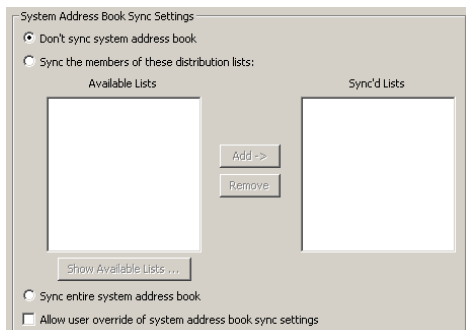 System Address Book Sync Settings
Don't sync system address book
Sync the members of these distribution lists:
Available Lists
Sync'd Lists
Add ->
Remove
Show Available Lists ...
Sync entire system address book
Allow user override of system address book sync settings